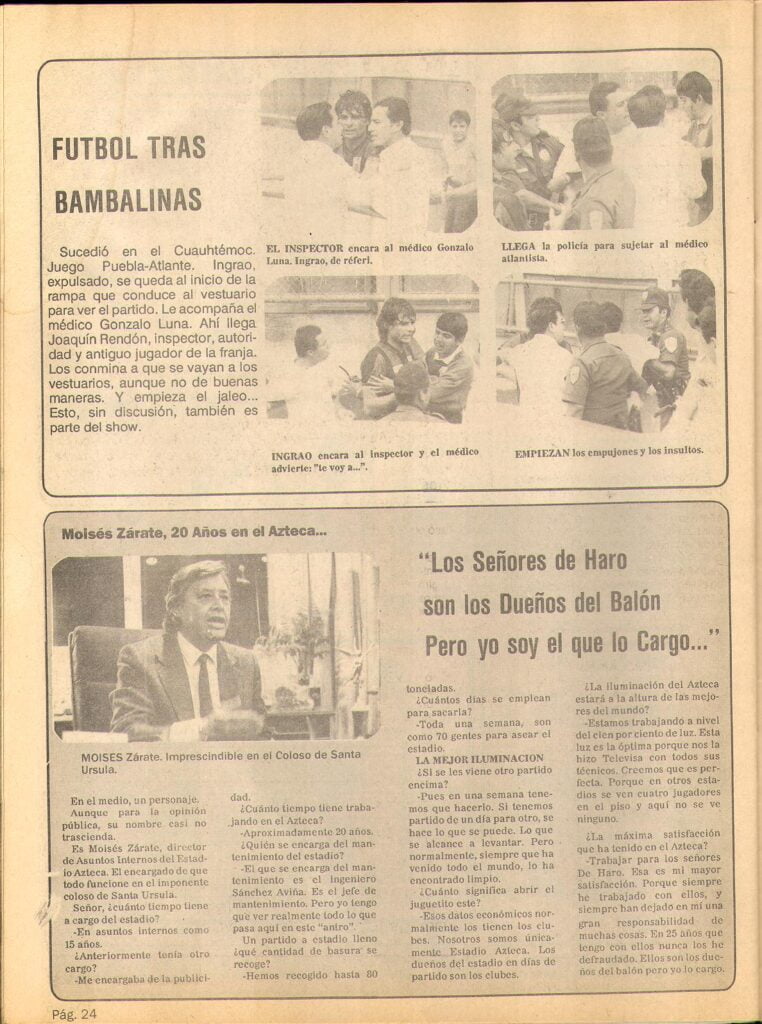 FUTBOL TRAS
BAMBALINAS
Sucedió en el Cuauhtémoc.
Juego Puebla-Atlante. Ingrao,
expulsado, se queda al inicio de la
rampa que conduce al vestuario
para ver el partido. Le acompaña el
médico Gonzalo Luna. Ahí llega
Joaquín Rendón, inspector, autori-
dad y antiguo jugador de la franja.
Los conmina a que se vayan a los
vestuarios, aunque no de buenas
maneras. Y empieza el jaleo...
Esto, sin discusión, también es
parte del show.
EL INSPECTOR encara al médico Gonzalo
Luna. Ingrao, de réferi.
LLEGA la policía para sujetar al médico
atlantista.
INGRAO encara al inspector y el médico
advierte: "te voy a...".
EMPIEZAN los empujones y los insultos.
Moisés Zárate, 20 Años en el Azteca...
"Los Señores de Haro
son los Dueños del Balón
Pero yo soy el que lo Cargo..."
MOISES Zárate. Imprescindible en el Coloso de Santa
Ursula.
En el medio, un personaje.
Aunque para la opinión
pública, su nombre casi no
trascienda.
Es Moisés Zárate, director
de Asuntos Internos del Estad-
io Azteca. El encargado de que
todo funcione en el imponente
coloso de Santa Ursula.
Señor, ¿cuánto tiempo tiene
a cargo del estadio?
-En asuntos internos como
15 años.
¿Anteriormente tenía otro
cargo?
-Me encargaba de la publici-
dad.
¿Cuánto tiempo tiene traba-
jando en el Azteca?
-Aproximadamente 20 años.
¿Quién se encarga del man-
tenimiento del estadio?
-El que se encarga del man-
tenimiento es el ingeniero
Sánchez Aviña. Es el jefe de
mantenimiento. Pero yo tengo
que ver realmente todo lo que
pasa aquí en este "antro".
Un partido a estadio lleno
¿qué cantidad de basura se
recoge?
-Hemos recogido hasta 80
toneladas.
¿Cuántos días se emplean
para sacarla?
-Toda una semana, son
como 70 gentes para asear el
estadio.
LA MEJOR ILUMINACION
¿Si se les viene otro partido
encima?
-Pues en una semana tene-
mos que hacerlo. Si tenemos
partido de un día para otro, se
hace lo que se puede. Lo que
se alcance a levantar. Pero
normalmente, siempre que ha
venido todo el mundo, lo ha
encontrado limpio.
¿Cuánto significa abrir el
juguetito este?
-Esos datos económicos nor-
malmente los tienen los clu-
bes. Nosotros somos única-
mente Estadio Azteca. Los
dueños del estadio en días de
partido son los clubes.
¿La iluminación del Azteca
estará a la altura de las mejo-
res del mundo?
-Estamos trabajando a nivel
del cien por ciento de luz. Esta
luz es la óptima porque nos la
hizo Televisa con todos sus
técnicos. Creemos que es per-
fecta. Porque en otros esta-
dios se ven cuatro jugadores
en el piso y aquí no se ve
ninguno.
¿La máxima satisfacción
que ha tenido en el Azteca?
-Trabajar para los señores
De Haro. Esa es mi mayor
satisfacción. Porque siempre
he trabajado con ellos, y
siempre han dejado en mí una
gran responsabilidad de
muchas cosas. En 25 años que
tengo con ellos nunca los he
defraudado. Ellos son los due-
ños del balón pero yo lo cargo.
Pág. 24